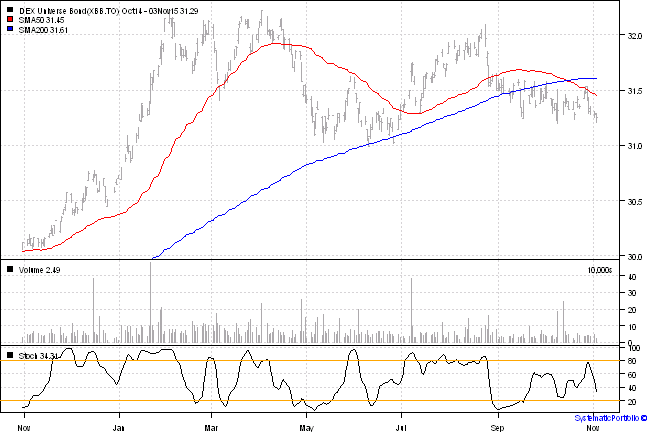 DEX Universe Bond(XBB.TO) Oct14 - 03Nov15 31.29
SMA50 31.45
SMA200 31.61
32.0
31.5
31.0
30.5
30.0
Volume 2.49
10,000s
40
30
20
10
0
Stoch 34.31
100
80
60
40
20
Nov Jan Mar May Jul Sep Nov
SystematicPortfolio ©